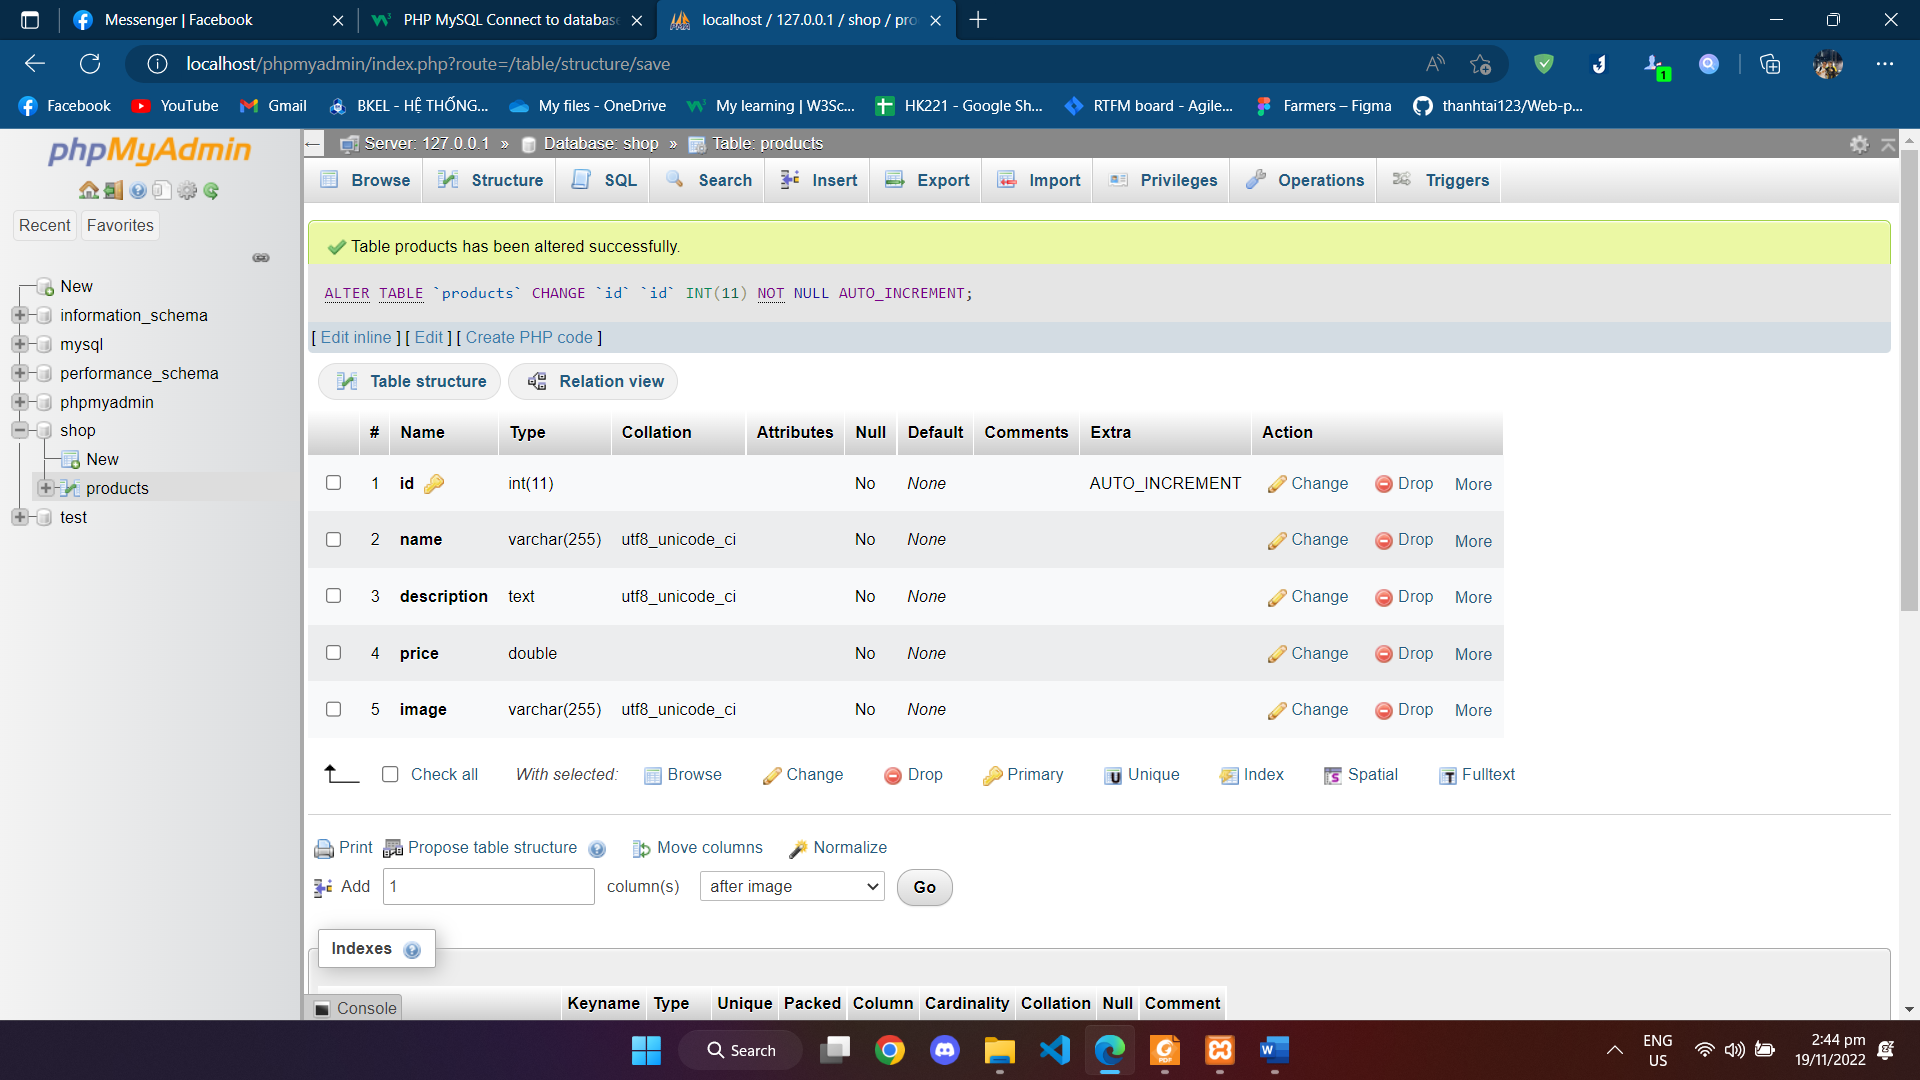 Messenger | Facebook
PHP MySQL Connect to database
localhost / 127.0.0.1 / shop / pro
localhost/phpmyadmin/index.php?route=/table/structure/save
1
Facebook YouTube Gmail BKEL - HỆ THỐNG... My files - OneDrive My learning | W3Sc... HK221 - Google Sh... RTFM board - Agile... Farmers – Figma thanhtai123/Web-p...
phpMyAdmin
Recent Favorites
New
information_schema
mysql
performance_schema
phpmyadmin
shop
New
products
test
Server: 127.0.0.1 » Database: shop » Table: products
Browse Structure SQL Search Insert Export Import Privileges Operations Triggers
Table products has been altered successfully.
ALTER TABLE `products` CHANGE `id` `id` INT(11) NOT NULL AUTO_INCREMENT;
[ Edit inline ] [ Edit ] [ Create PHP code ]
Table structure Relation view
# Name Type Collation Attributes Null Default Comments Extra Action
1 id int(11) No None AUTO_INCREMENT Change Drop More
2 name varchar(255) utf8_unicode_ci No None Change Drop More
3 description text utf8_unicode_ci No None Change Drop More
4 price double No None Change Drop More
5 image varchar(255) utf8_unicode_ci No None Change Drop More
Check all With selected: Browse Change Drop Primary Unique Index Spatial Fulltext
Print Propose table structure Move columns Normalize
Add 1 column(s) after image Go
Indexes
Keyname Type Unique Packed Column Cardinality Collation Null Comment
Console
Search
ENG
US
2:44 pm
19/11/2022